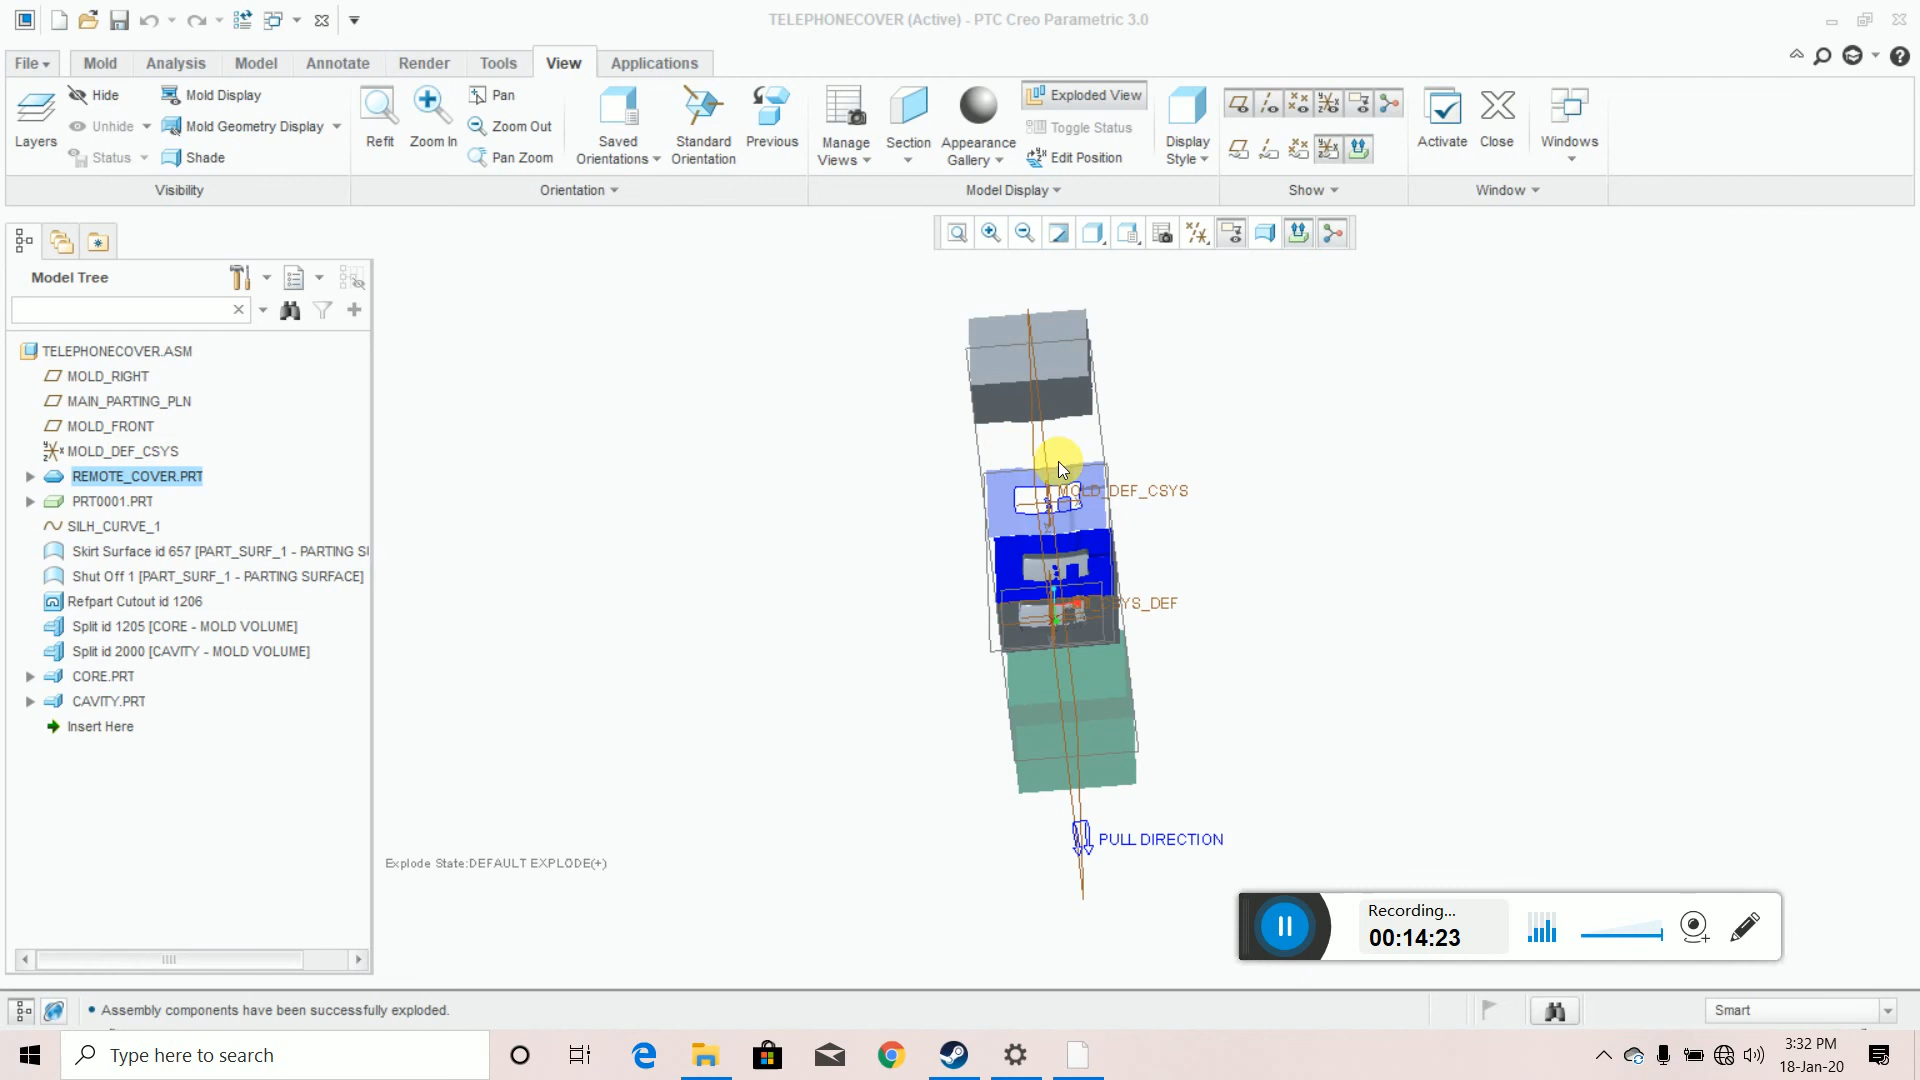 TELEPHONECOVER (Active) - PTC Creo Parametric 3.0
File Mold Analysis Model Annotate Render Tools View Applications
Layers
Hide
Unhide
Status
Mold Display
Mold Geometry Display
Shade
Visibility
Refit
Zoom In
Pan
Zoom Out
Pan Zoom
Saved Orientations
Standard Orientation
Previous
Orientation
Manage Views
Section
Appearance Gallery
Exploded View
Toggle Status
Edit Position
Model Display
Display Style
Show
Activate
Close
Windows
Window
Model Tree
TELEPHONECOVER.ASM
MOLD_RIGHT
MAIN_PARTING_PLN
MOLD_FRONT
MOLD_DEF_CSYS
REMOTE_COVER.PRT
PRT0001.PRT
SILH_CURVE_1
Skirt Surface id 657 [PART_SURF_1 - PARTING SU
Shut Off 1 [PART_SURF_1 - PARTING SURFACE]
Refpart Cutout id 1206
Split id 1205 [CORE - MOLD VOLUME]
Split id 2000 [CAVITY - MOLD VOLUME]
CORE.PRT
CAVITY.PRT
Insert Here
MOLD_DEF_CSYS
SYS_DEF
PULL DIRECTION
Explode State:DEFAULT EXPLODE(+)
Recording...
00:14:23
• Assembly components have been successfully exploded.
Smart
Type here to search
3:32 PM
18-Jan-20